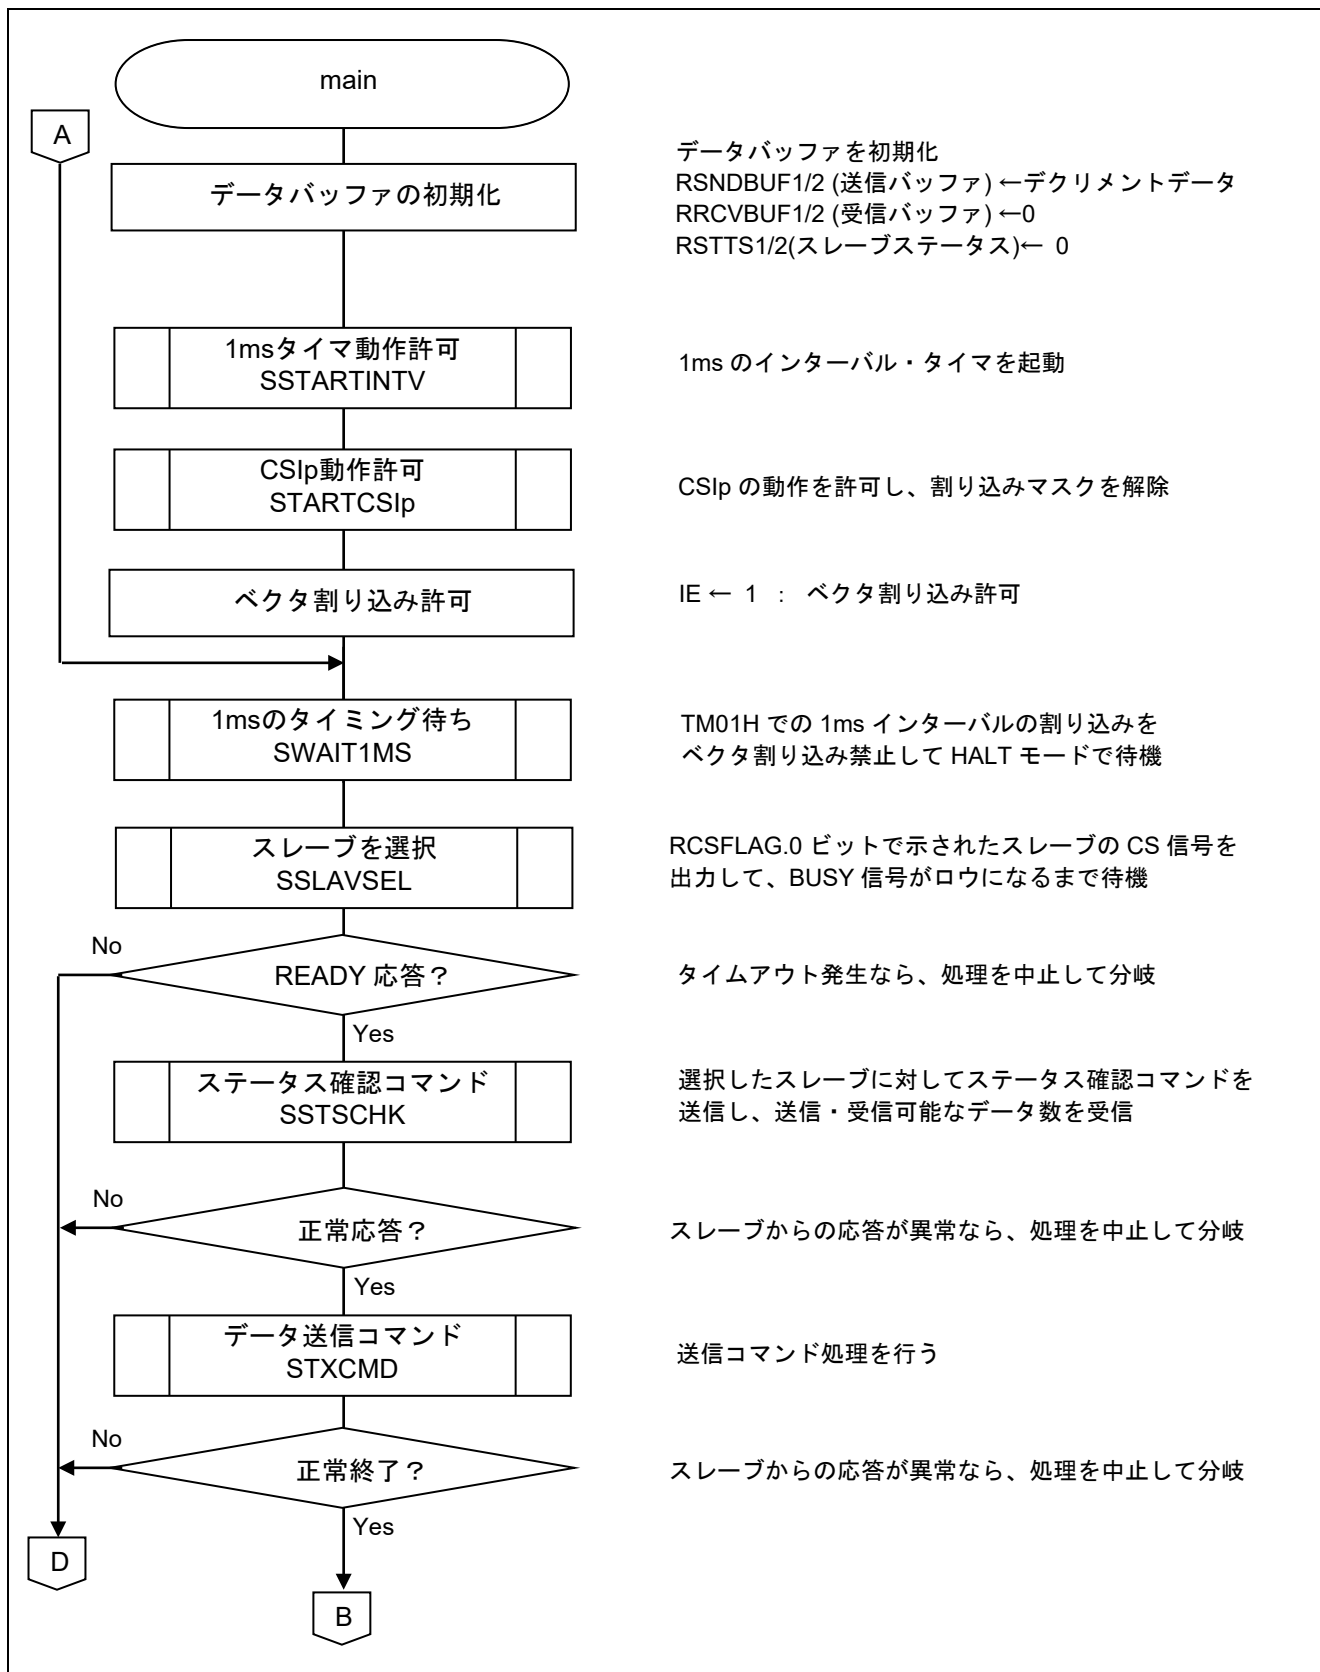 main
A
データバッファの初期化
データバッファを初期化
RSNDBUF1/2 (送信バッファ) ←デクリメントデータ
RRCVBUF1/2 (受信バッファ) ←0
RSTTS1/2(スレーブステータス)← 0
1msタイマ動作許可
SSTARTINTV
1ms のインターバル・タイマを起動
CSIp動作許可
STARTCSIp
CSIp の動作を許可し、割り込みマスクを解除
ベクタ割り込み許可
IE ← 1 : ベクタ割り込み許可
1msのタイミング待ち
SWAIT1MS
TM01H での 1ms インターバルの割り込みを
ベクタ割り込み禁止して HALT モードで待機
スレーブを選択
SSLAVSEL
RCSFLAG.0 ビットで示されたスレーブの CS 信号を
出力して、BUSY 信号がロウになるまで待機
No
READY 応答？
タイムアウト発生なら、処理を中止して分岐
Yes
ステータス確認コマンド
SSTSCHK
選択したスレーブに対してステータス確認コマンドを
送信し、送信・受信可能なデータ数を受信
No
正常応答？
スレーブからの応答が異常なら、処理を中止して分岐
Yes
データ送信コマンド
STXCMD
送信コマンド処理を行う
No
正常終了？
スレーブからの応答が異常なら、処理を中止して分岐
Yes
D
B